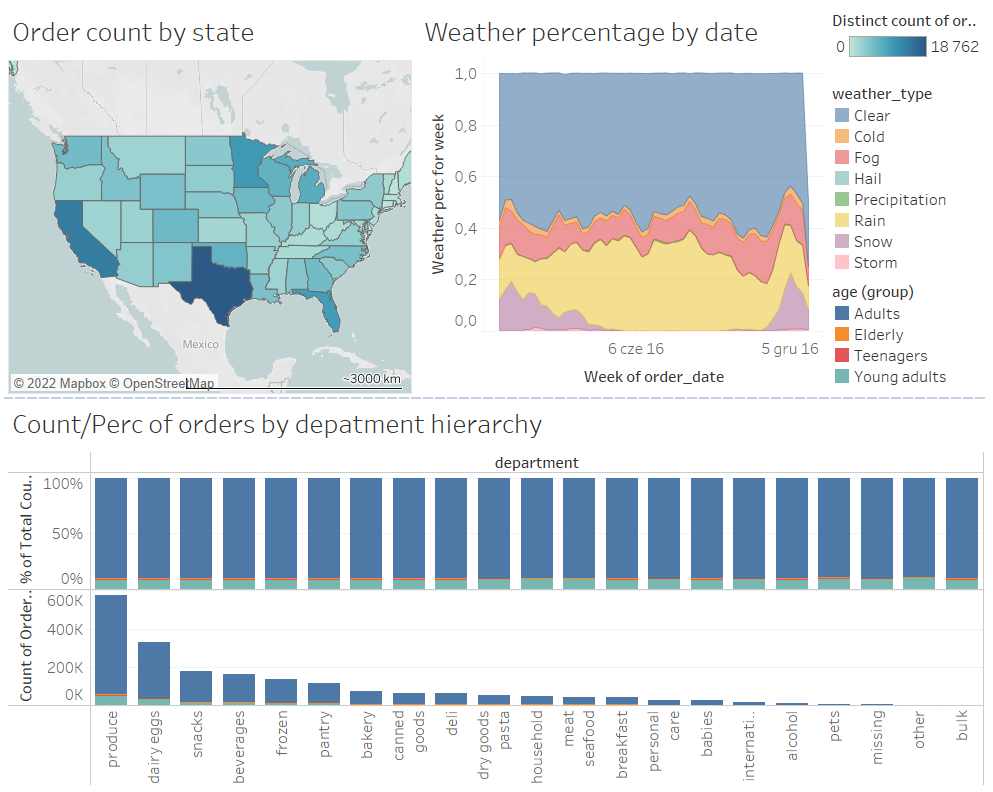 Order count by state
Weather percentage by date
Distinct count of or..
0
18 762
weather_type
Clear
Cold
Fog
Hail
Precipitation
Rain
Snow
Storm
age (group)
Adults
Elderly
Teenagers
Young adults
Mexico
© 2022 Mapbox © OpenStreetMap
~3000 km
Weather perc for week
1,0
0,8
0,6
0,4
0,2
0,0
6 cze 16
5 gru 16
Week of order_date
Count/Perc of orders by depatment hierarchy
department
% of Total Cou..
100%
50%
0%
Count of Order..
600K
400K
200K
0K
produce
dairy eggs
snacks
beverages
frozen
pantry
bakery
canned
goods
deli
dry goods
pasta
household
meat
seafood
breakfast
personal
care
babies
internati..
alcohol
pets
missing
other
bulk